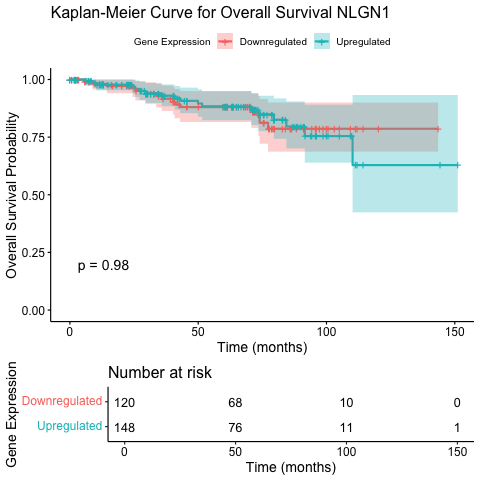 Kaplan-Meier Curve for Overall Survival NLGN1
Gene Expression Downregulated Upregulated
Overall Survival Probability
1.00
0.75
0.50
0.25
0.00
p = 0.98
0 50 100 150
Time (months)
Number at risk
Gene Expression
Downregulated 120 68 10 0
Upregulated 148 76 11 1
0 50 100 150
Time (months)